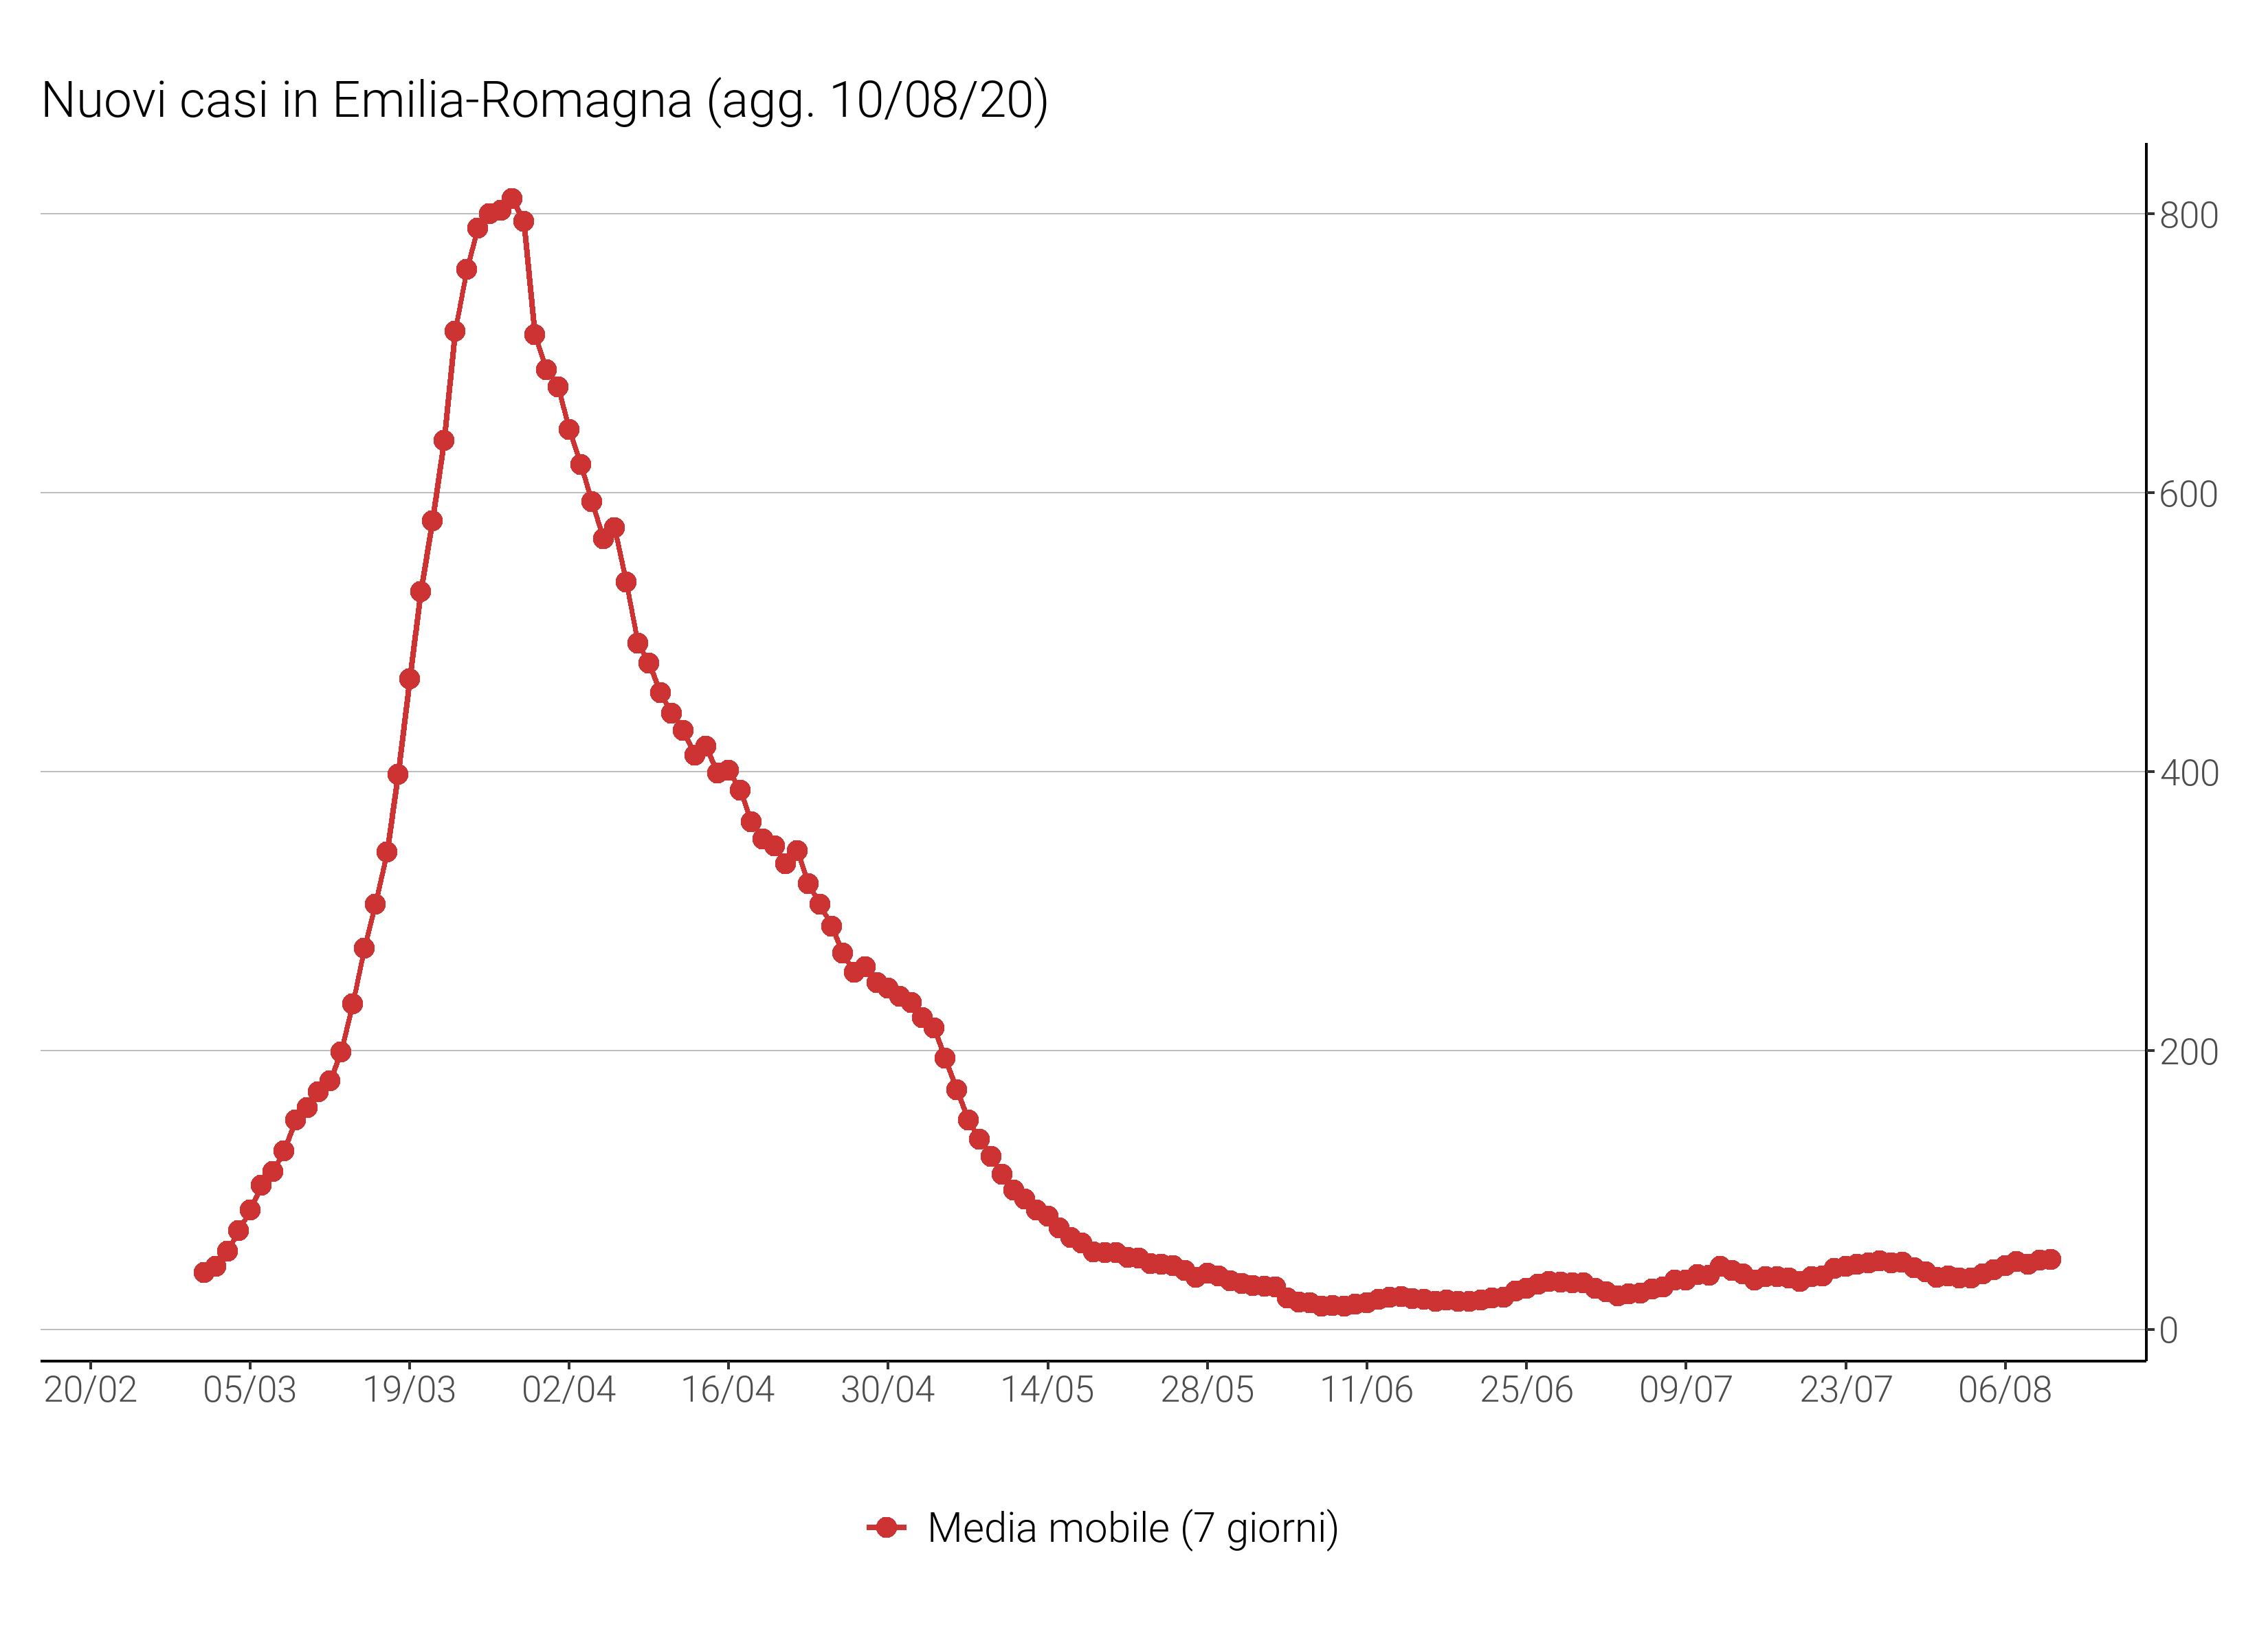 Nuovi casi in Emilia-Romagna (agg. 10/08/20)
800
600
400
200
0
20/02 05/03 19/03 02/04 16/04 30/04 14/05 28/05 11/06 25/06 09/07 23/07 06/08
Media mobile (7 giorni)